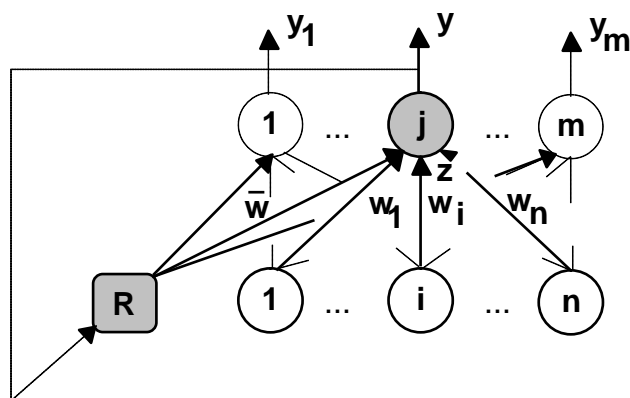 y1 y ym
1 ... j ... m
w̄ w1 z wi wn
R 1 ... i ... n